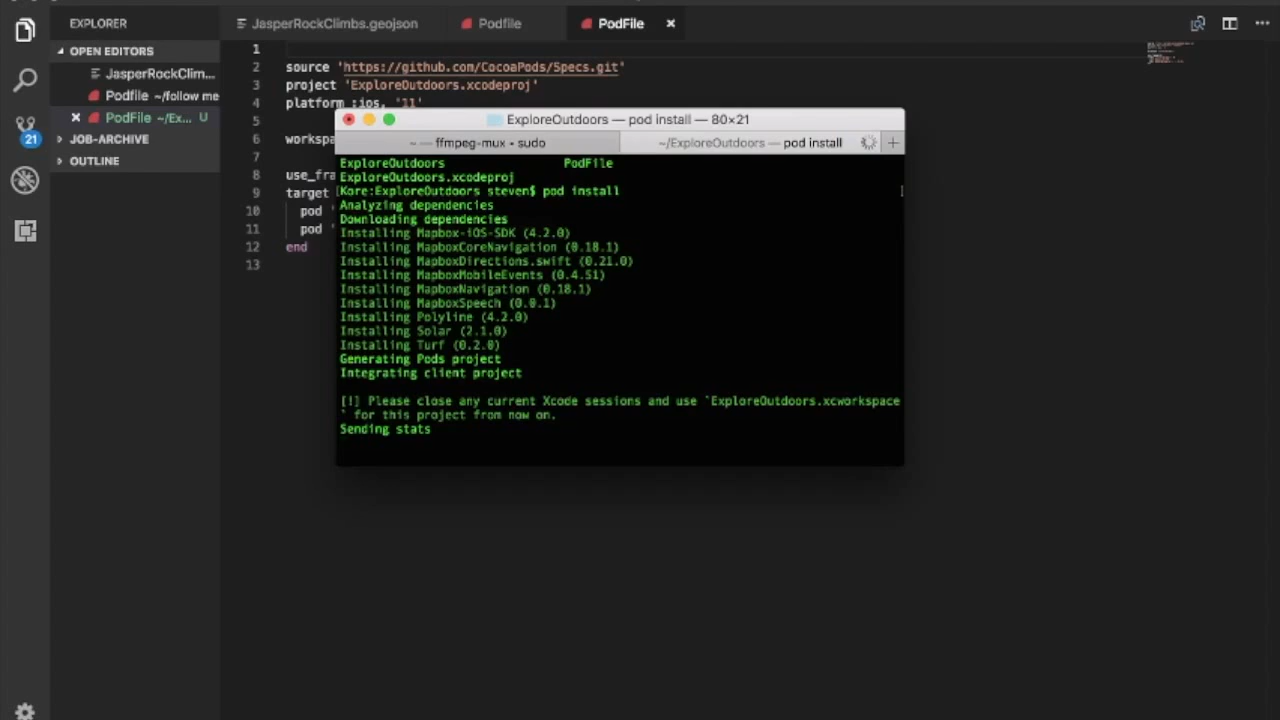 EXPLORER
JasperRockClimbs.geojson
Podfile
PodFile
OPEN EDITORS
JasperRockClim...
Podfile ~/follow me
PodFile ~/Ex... U
JOB-ARCHIVE
OUTLINE
21
1
2 source 'https://github.com/CocoaPods/Specs.git'
3 project 'ExploreOutdoors.xcodeproj'
4 platform :ios, '11'
5
6 workspa
7
8 use_fra
9 target
10 pod '
11 pod '
12 end
13
ExploreOutdoors — pod install — 80×21
~ — ffmpeg-mux • sudo
~/ExploreOutdoors — pod install
ExploreOutdoors PodFile
ExploreOutdoors.xcodeproj
Kore:ExploreOutdoors steven$ pod install
Analyzing dependencies
Downloading dependencies
Installing Mapbox-iOS-SDK (4.2.0)
Installing MapboxCoreNavigation (0.18.1)
Installing MapboxDirections.swift (0.21.0)
Installing MapboxMobileEvents (0.4.51)
Installing MapboxNavigation (0.18.1)
Installing MapboxSpeech (0.0.1)
Installing Polyline (4.2.0)
Installing Solar (2.1.0)
Installing Turf (0.2.0)
Generating Pods project
Integrating client project
[!] Please close any current Xcode sessions and use `ExploreOutdoors.xcworkspace
` for this project from now on.
Sending stats